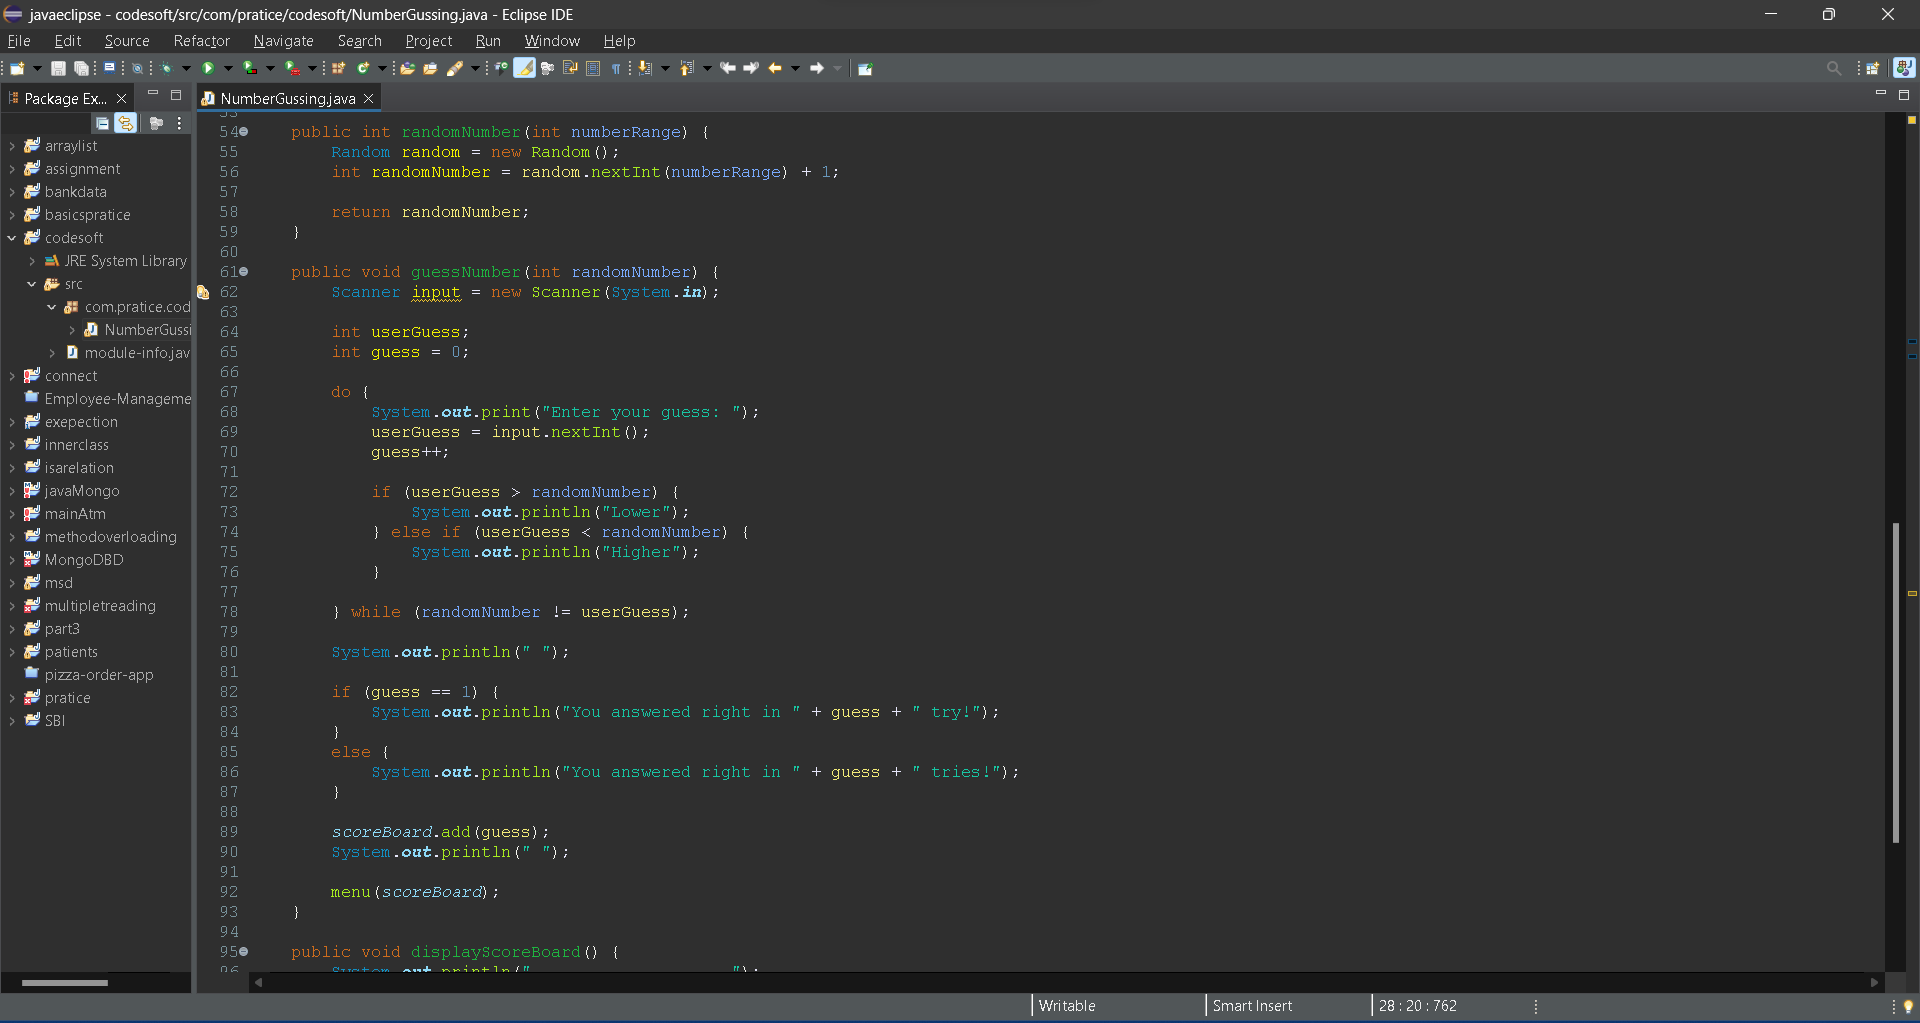 javaeclipse - codesoft/src/com/pratice/codesoft/NumberGussing.java - Eclipse IDE
File Edit Source Refactor Navigate Search Project Run Window Help
Package Ex...
NumberGussing.java
arraylist
assignment
bankdata
basicspratice
codesoft
JRE System Library
src
com.pratice.cod
NumberGussi
module-info.jav
connect
Employee-Manageme
exepection
innerclass
isarelation
javaMongo
mainAtm
methodoverloading
MongoDBD
msd
multipletreading
part3
patients
pizza-order-app
pratice
SBI
53
54 public int randomNumber(int numberRange) {
55 Random random = new Random();
56 int randomNumber = random.nextInt(numberRange) + 1;
57
58 return randomNumber;
59 }
60
61 public void guessNumber(int randomNumber) {
62 Scanner input = new Scanner(System.in);
63
64 int userGuess;
65 int guess = 0;
66
67 do {
68 System.out.print("Enter your guess: ");
69 userGuess = input.nextInt();
70 guess++;
71
72 if (userGuess > randomNumber) {
73 System.out.println("Lower");
74 } else if (userGuess < randomNumber) {
75 System.out.println("Higher");
76 }
77
78 } while (randomNumber != userGuess);
79
80 System.out.println(" ");
81
82 if (guess == 1) {
83 System.out.println("You answered right in " + guess + " try!");
84 }
85 else {
86 System.out.println("You answered right in " + guess + " tries!");
87 }
88
89 scoreBoard.add(guess);
90 System.out.println(" ");
91
92 menu(scoreBoard);
93 }
94
95 public void displayScoreBoard() {
96 System.out.println(" ");
Writable Smart Insert 28 : 20 : 762